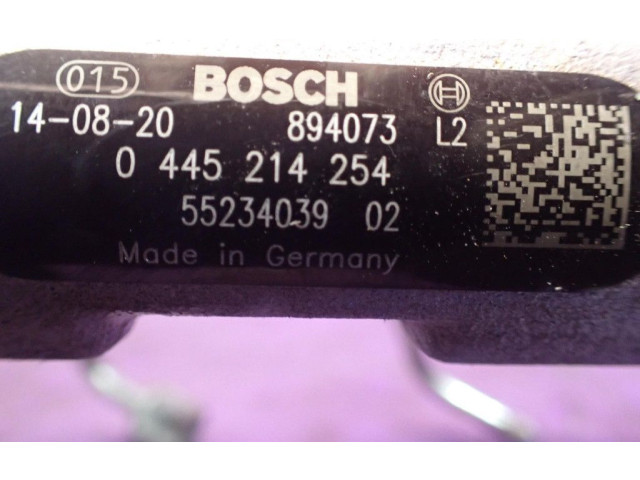 015 BOSCH
14-08-20 894073 L2
0 445 214 254
55234039 02
Made in Germany